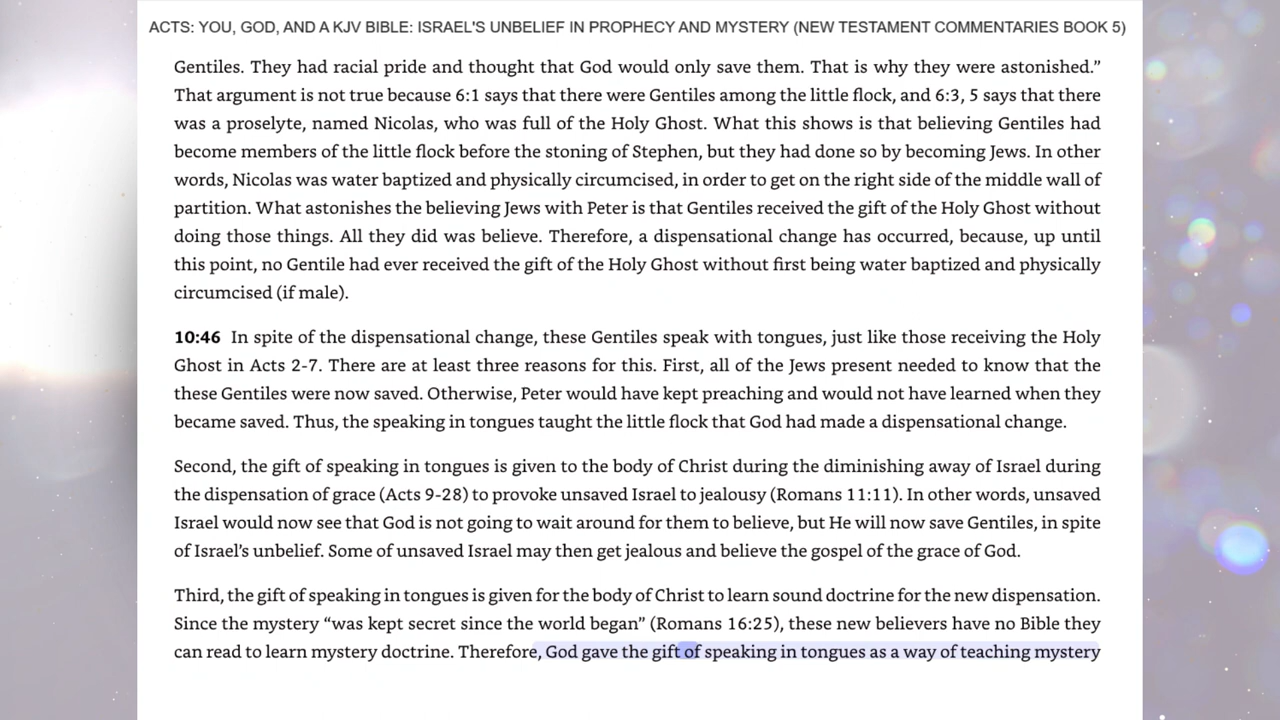 ACTS: YOU, GOD, AND A KJV BIBLE: ISRAEL'S UNBELIEF IN PROPHECY AND MYSTERY (NEW TESTAMENT COMMENTARIES BOOK 5)
Gentiles. They had racial pride and thought that God would only save them. That is why they were astonished.”
That argument is not true because 6:1 says that there were Gentiles among the little flock, and 6:3, 5 says that there
was a proselyte, named Nicolas, who was full of the Holy Ghost. What this shows is that believing Gentiles had
become members of the little flock before the stoning of Stephen, but they had done so by becoming Jews. In other
words, Nicolas was water baptized and physically circumcised, in order to get on the right side of the middle wall of
partition. What astonishes the believing Jews with Peter is that Gentiles received the gift of the Holy Ghost without
doing those things. All they did was believe. Therefore, a dispensational change has occurred, because, up until
this point, no Gentile had ever received the gift of the Holy Ghost without first being water baptized and physically
circumcised (if male).
10:46 In spite of the dispensational change, these Gentiles speak with tongues, just like those receiving the Holy
Ghost in Acts 2-7. There are at least three reasons for this. First, all of the Jews present needed to know that the
these Gentiles were now saved. Otherwise, Peter would have kept preaching and would not have learned when they
became saved. Thus, the speaking in tongues taught the little flock that God had made a dispensational change.
Second, the gift of speaking in tongues is given to the body of Christ during the diminishing away of Israel during
the dispensation of grace (Acts 9-28) to provoke unsaved Israel to jealousy (Romans 11:11). In other words, unsaved
Israel would now see that God is not going to wait around for them to believe, but He will now save Gentiles, in spite
of Israel’s unbelief. Some of unsaved Israel may then get jealous and believe the gospel of the grace of God.
Third, the gift of speaking in tongues is given for the body of Christ to learn sound doctrine for the new dispensation.
Since the mystery “was kept secret since the world began” (Romans 16:25), these new believers have no Bible they
can read to learn mystery doctrine. Therefore, God gave the gift of speaking in tongues as a way of teaching mystery